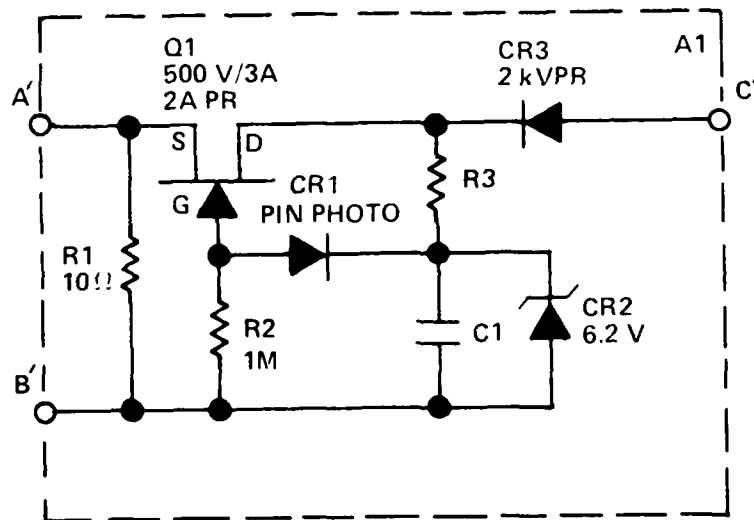 Q1
500 V/3A
2A PR
CR3
2 kVPR
A1
A′
C′
S
D
G
CR1
PIN PHOTO
R3
R1
10Ω
R2
1M
C1
CR2
6.2 V
B′